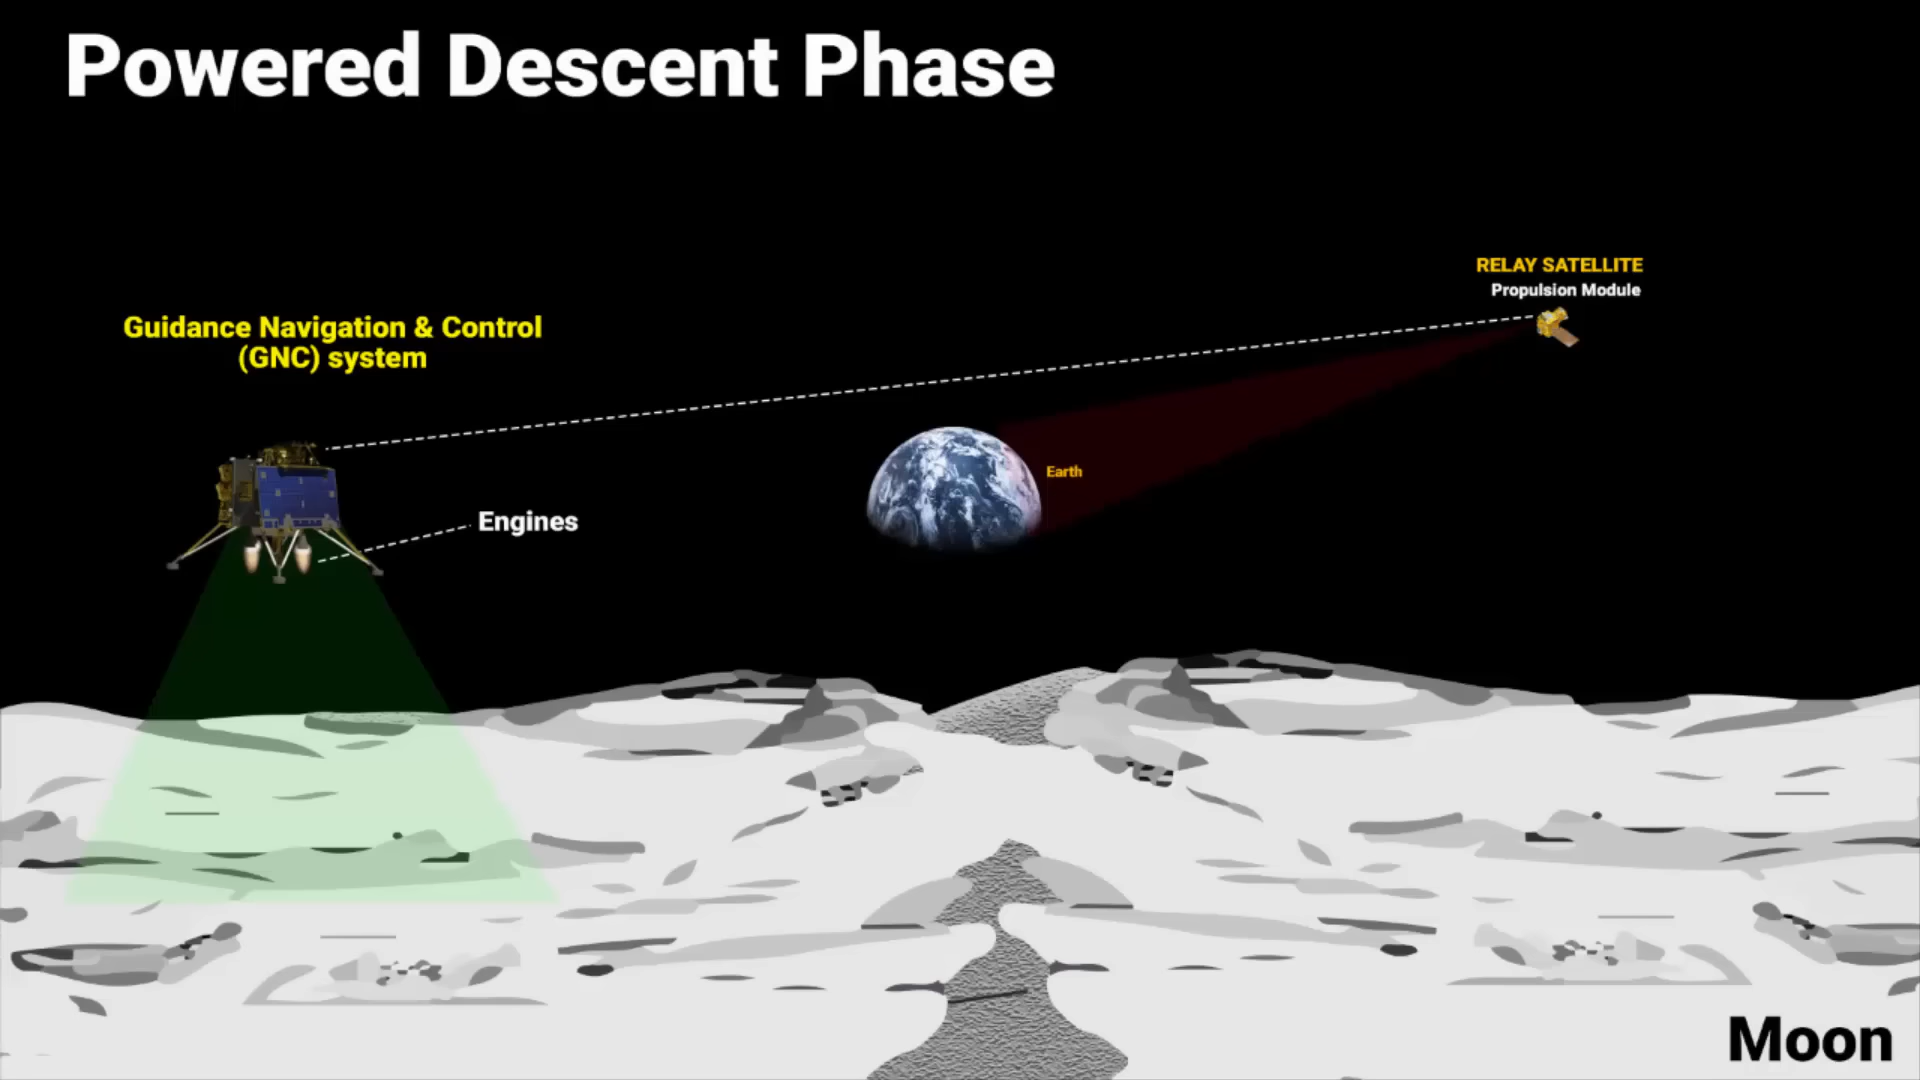 Powered Descent Phase
RELAY SATELLITE
Propulsion Module
Guidance Navigation & Control
(GNC) system
Earth
Engines
Moon